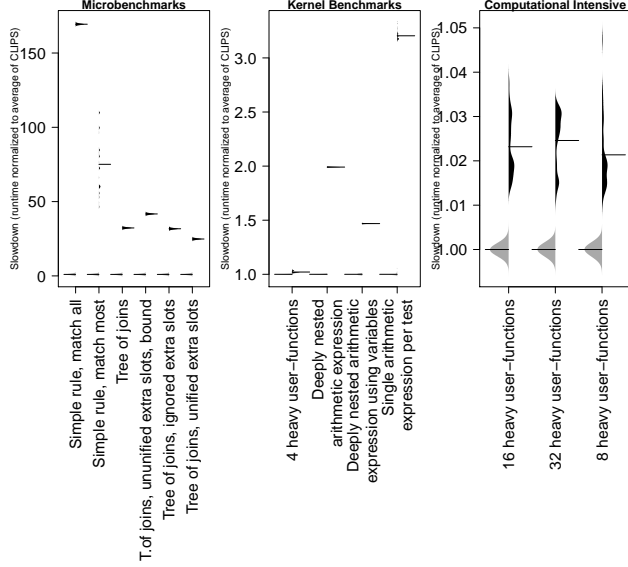 Microbenchmarks
Slowdown (runtime normalized to average of CLIPS)
150
100
50
0
Simple rule, match all
Simple rule, match most
Tree of joins
T.of joins, ununified extra slots, bound
Tree of joins, ignored extra slots
Tree of joins, unified extra slots
Kernel Benchmarks
Slowdown (runtime normalized to average of CLIPS)
3.0
2.5
2.0
1.5
1.0
4 heavy user−functions
Deeply nested
arithmetic expression
Deeply nested arithmetic
expression using variables
Single arithmetic
expression per test
Computational Intensive
Slowdown (runtime normalized to average of CLIPS)
1.05
1.04
1.03
1.02
1.01
1.00
16 heavy user−functions
32 heavy user−functions
8 heavy user−functions